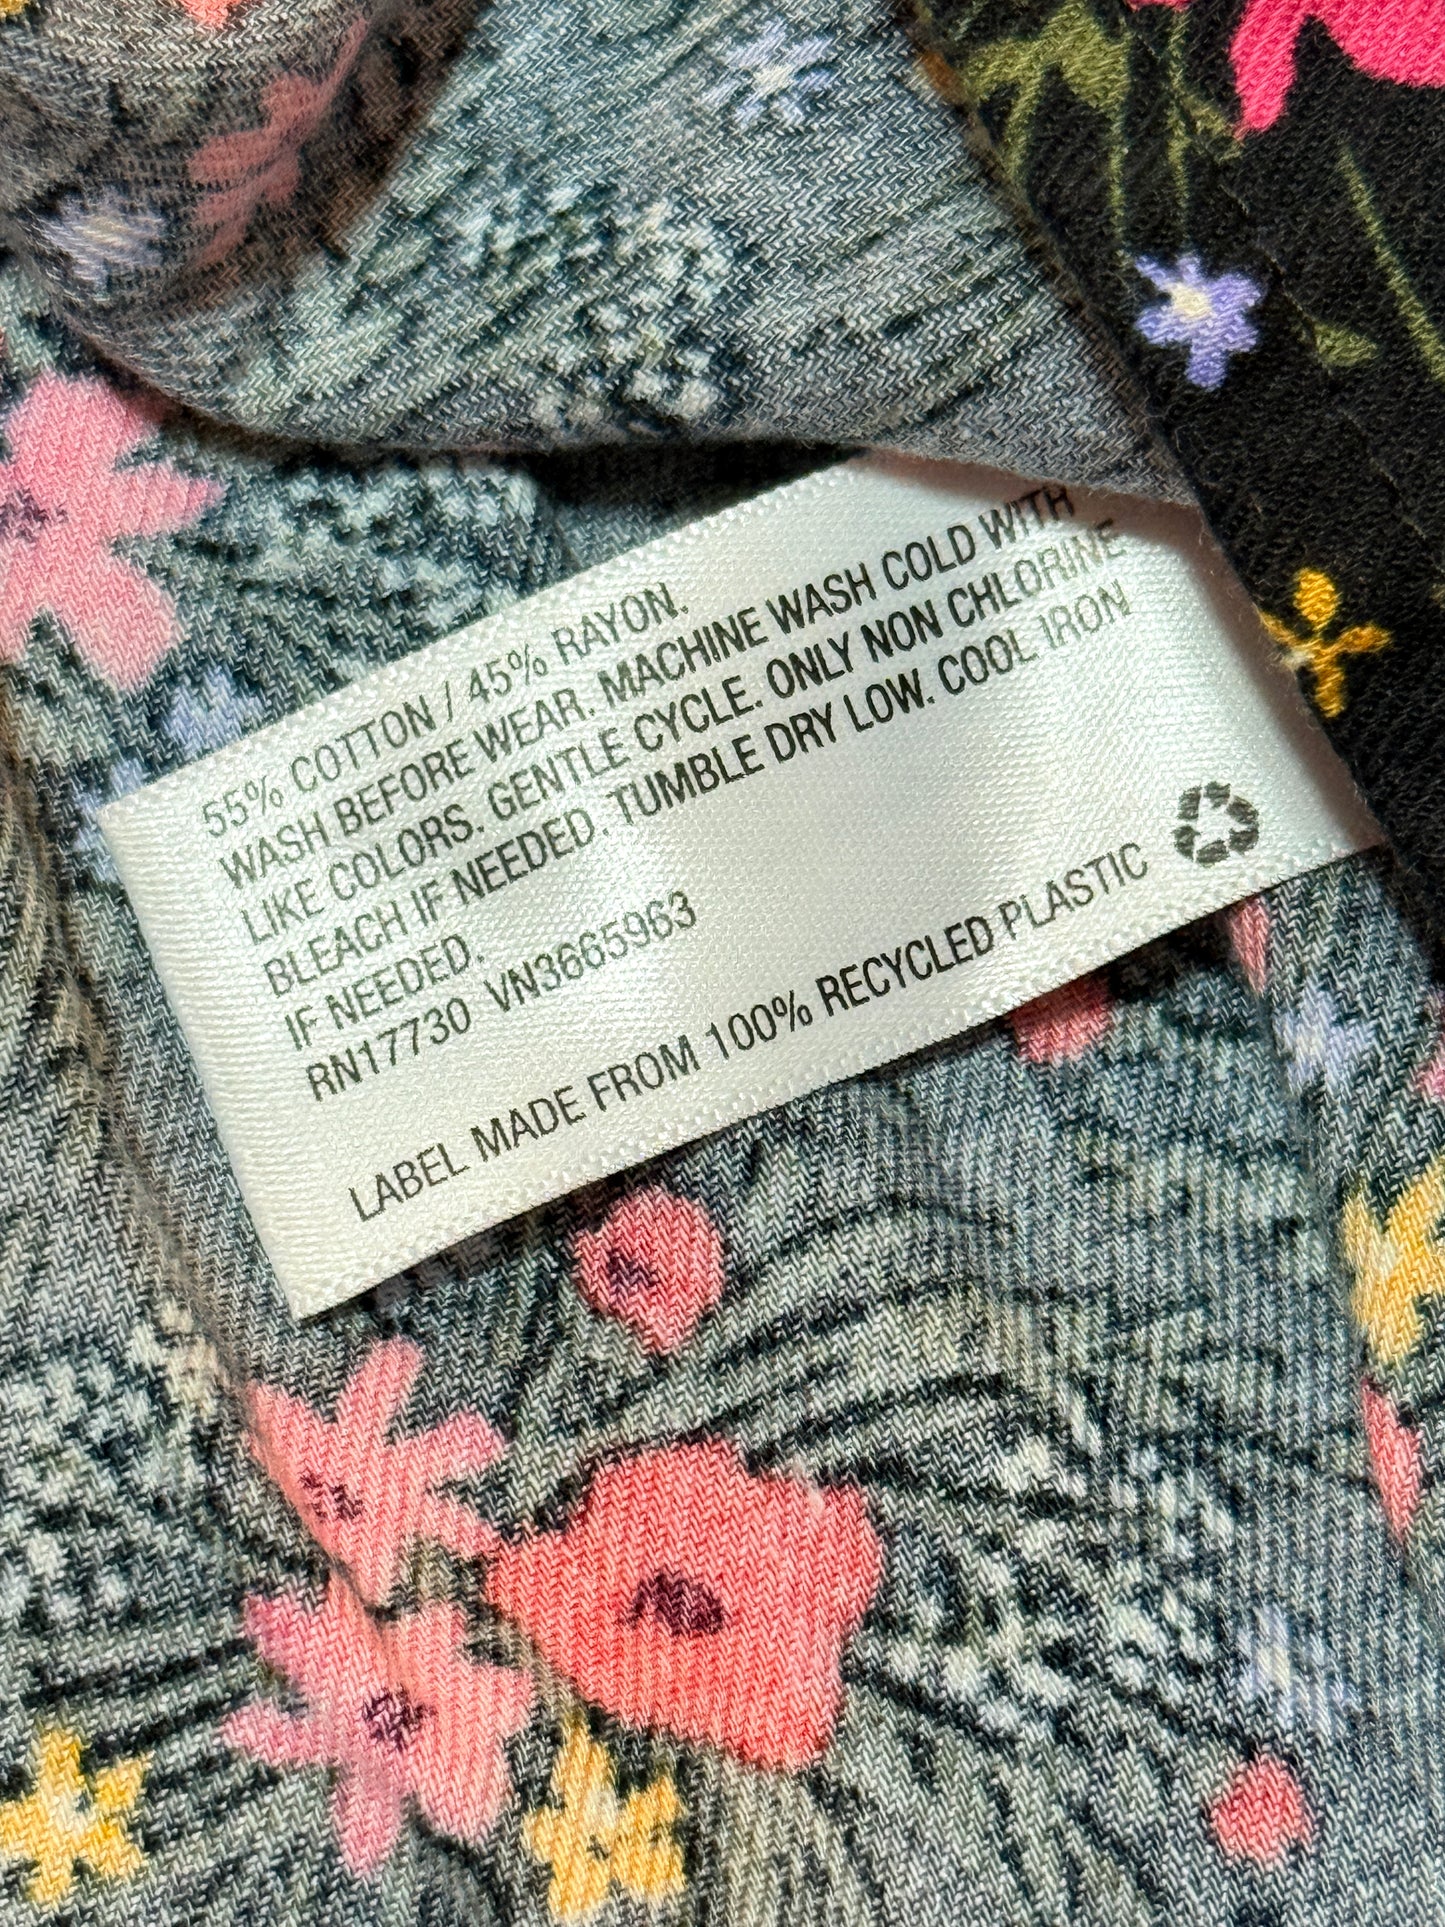 55% COTTON / 45% RAYON.
WASH BEFORE WEAR. MACHINE WASH COLD WITH
LIKE COLORS. GENTLE CYCLE. ONLY NON CHLORINE
BLEACH IF NEEDED. TUMBLE DRY LOW. COOL IRON
IF NEEDED.
RN17730 VN3665963
LABEL MADE FROM 100% RECYCLED PLASTIC